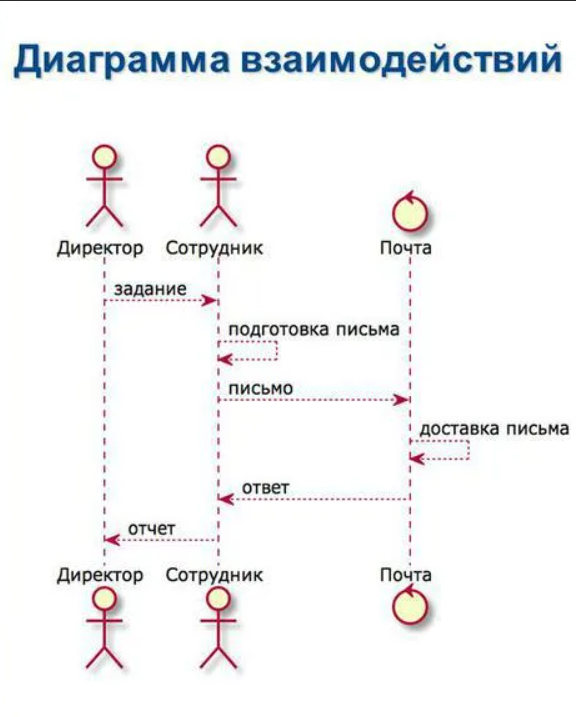 Диаграмма взаимодействий
Директор Сотрудник Почта
задание
подготовка письма
письмо
доставка письма
ответ
отчет
Директор Сотрудник Почта